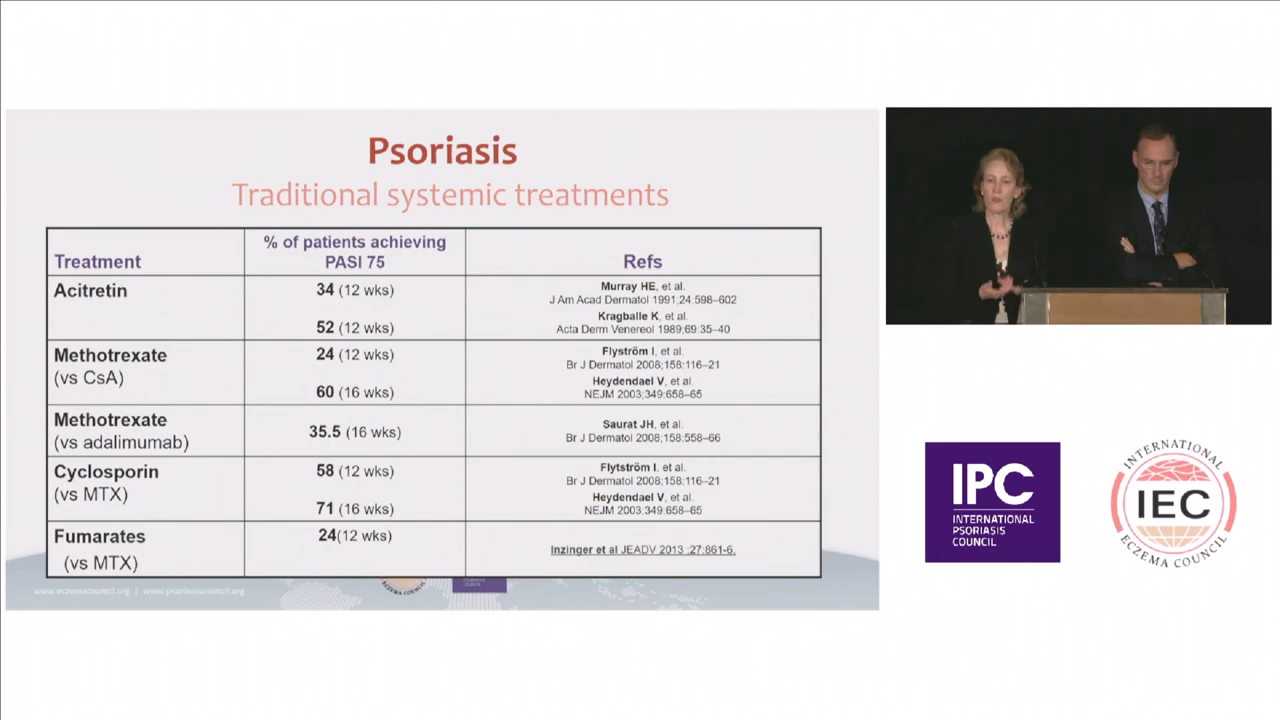 Psoriasis
Traditional systemic treatments
Treatment
% of patients achieving
PASI 75
Refs
Acitretin
34 (12 wks)
Murray HE, et al.
J Am Acad Dermatol 1991;24:598–602
52 (12 wks)
Kragballe K, et al.
Acta Derm Venereol 1989;69:35–40
Methotrexate
(vs CsA)
24 (12 wks)
Flyström I, et al.
Br J Dermatol 2008;158:116–21
60 (16 wks)
Heydendael V, et al.
NEJM 2003;349:658–65
Methotrexate
(vs adalimumab)
35.5 (16 wks)
Saurat JH, et al.
Br J Dermatol 2008;158:558–66
Cyclosporin
(vs MTX)
58 (12 wks)
Flytström I, et al.
Br J Dermatol 2008;158:116–21
71 (16 wks)
Heydendael V, et al.
NEJM 2003;349:658–65
Fumarates
(vs MTX)
24(12 wks)
Inzinger et al JEADV 2013 ;27:861-6.
www.eczemacouncil.org | www.psoriasiscouncil.org
ECZEMA COUNCIL
IPC
INTERNATIONAL
PSORIASIS
COUNCIL
INTERNATIONAL
IEC
ECZEMA COUNCIL